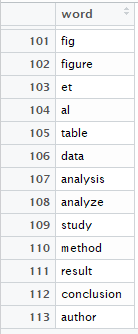 word
101 fig
102 figure
103 et
104 al
105 table
106 data
107 analysis
108 analyze
109 study
110 method
111 result
112 conclusion
113 author